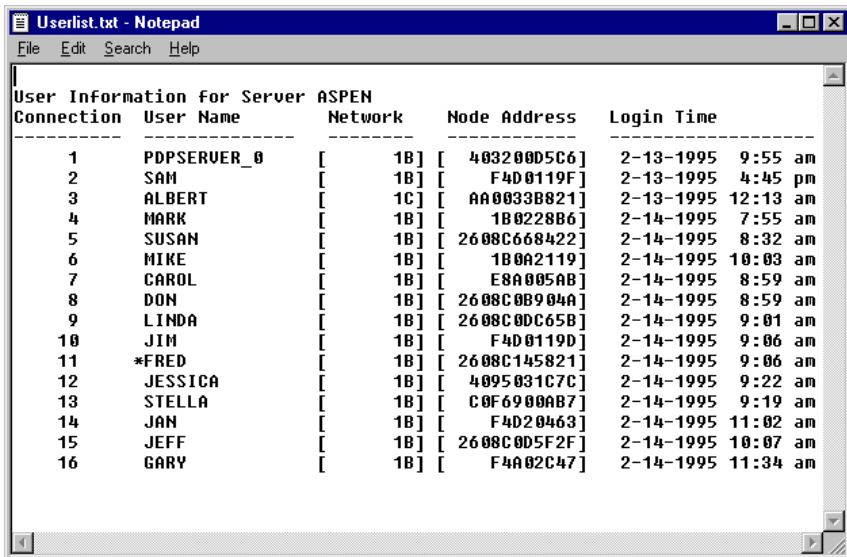 Userlist.txt - Notepad
File Edit Search Help
User Information for Server ASPEN
Connection User Name Network Node Address Login Time
---------- -------------- -------- ------------ -------------------
1 PDPSERVER_0 [ 1B] [ 403200D5C6] 2-13-1995 9:55 am
2 SAM [ 1B] [ F4D0119F] 2-13-1995 4:45 pm
3 ALBERT [ 1C] [ AA0033B821] 2-13-1995 12:13 am
4 MARK [ 1B] [ 1B0228B6] 2-14-1995 7:55 am
5 SUSAN [ 1B] [ 2608C668422] 2-14-1995 8:32 am
6 MIKE [ 1B] [ 1B0A2119] 2-14-1995 10:03 am
7 CAROL [ 1B] [ E8A005AB] 2-14-1995 8:59 am
8 DON [ 1B] [ 2608C0B904A] 2-14-1995 8:59 am
9 LINDA [ 1B] [ 2608C0DC65B] 2-14-1995 9:01 am
10 JIM [ 1B] [ F4D0119D] 2-14-1995 9:06 am
11 *FRED [ 1B] [ 2608C145821] 2-14-1995 9:06 am
12 JESSICA [ 1B] [ 4095031C7C] 2-14-1995 9:22 am
13 STELLA [ 1B] [ C0F6900AB7] 2-14-1995 9:19 am
14 JAN [ 1B] [ F4D20463] 2-14-1995 11:02 am
15 JEFF [ 1B] [ 2608C0D5F2F] 2-14-1995 10:07 am
16 GARY [ 1B] [ F4A02C47] 2-14-1995 11:34 am